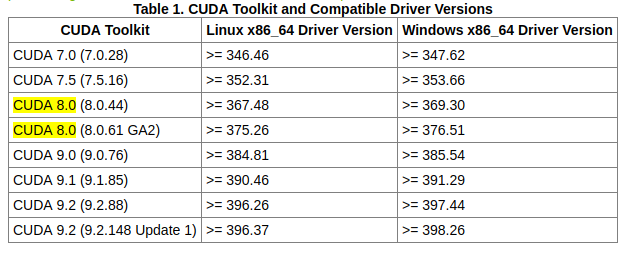 Table 1. CUDA Toolkit and Compatible Driver Versions
CUDA Toolkit Linux x86_64 Driver Version Windows x86_64 Driver Version
CUDA 7.0 (7.0.28) >= 346.46 >= 347.62
CUDA 7.5 (7.5.16) >= 352.31 >= 353.66
CUDA 8.0 (8.0.44) >= 367.48 >= 369.30
CUDA 8.0 (8.0.61 GA2) >= 375.26 >= 376.51
CUDA 9.0 (9.0.76) >= 384.81 >= 385.54
CUDA 9.1 (9.1.85) >= 390.46 >= 391.29
CUDA 9.2 (9.2.88) >= 396.26 >= 397.44
CUDA 9.2 (9.2.148 Update 1) >= 396.37 >= 398.26